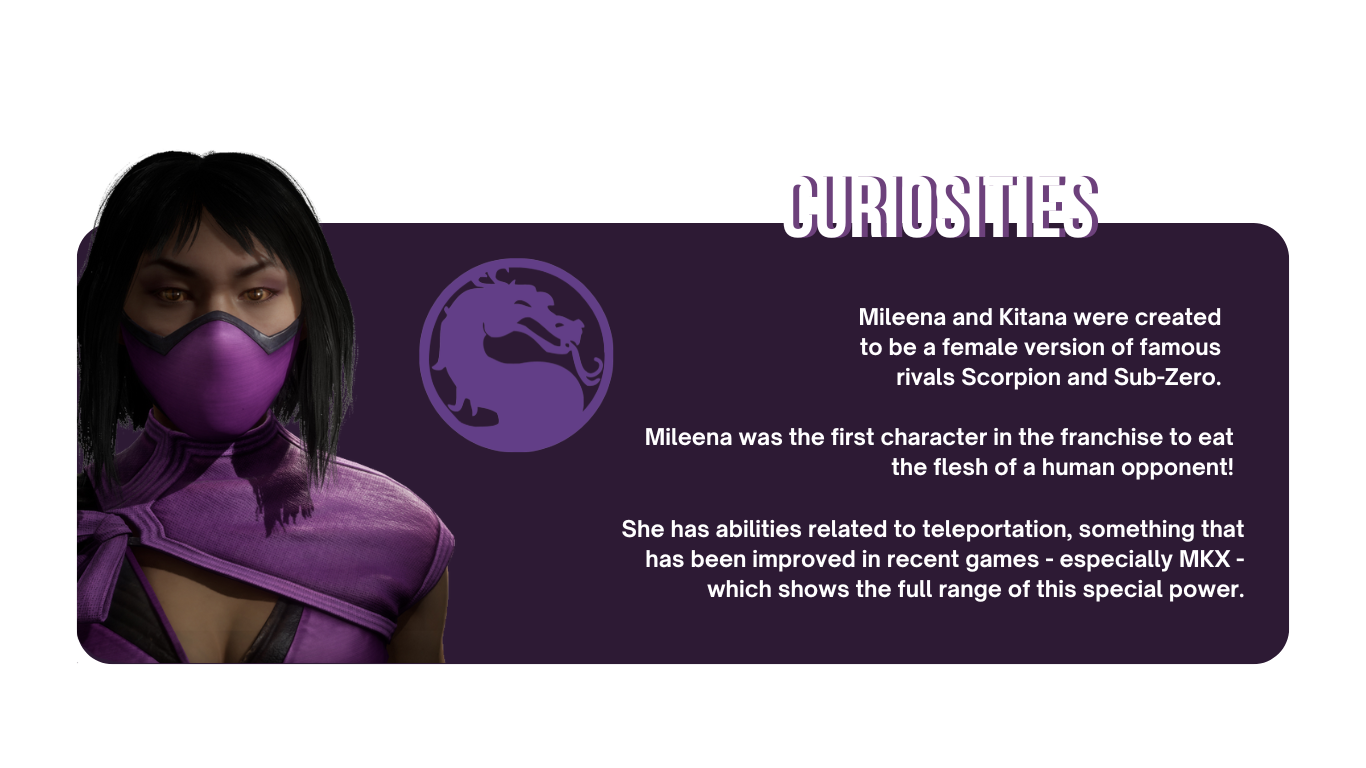 CURIOSITIES
Mileena and Kitana were created
to be a female version of famous
rivals Scorpion and Sub-Zero.
Mileena was the first character in the franchise to eat
the flesh of a human opponent!
She has abilities related to teleportation, something that
has been improved in recent games - especially MKX -
which shows the full range of this special power.